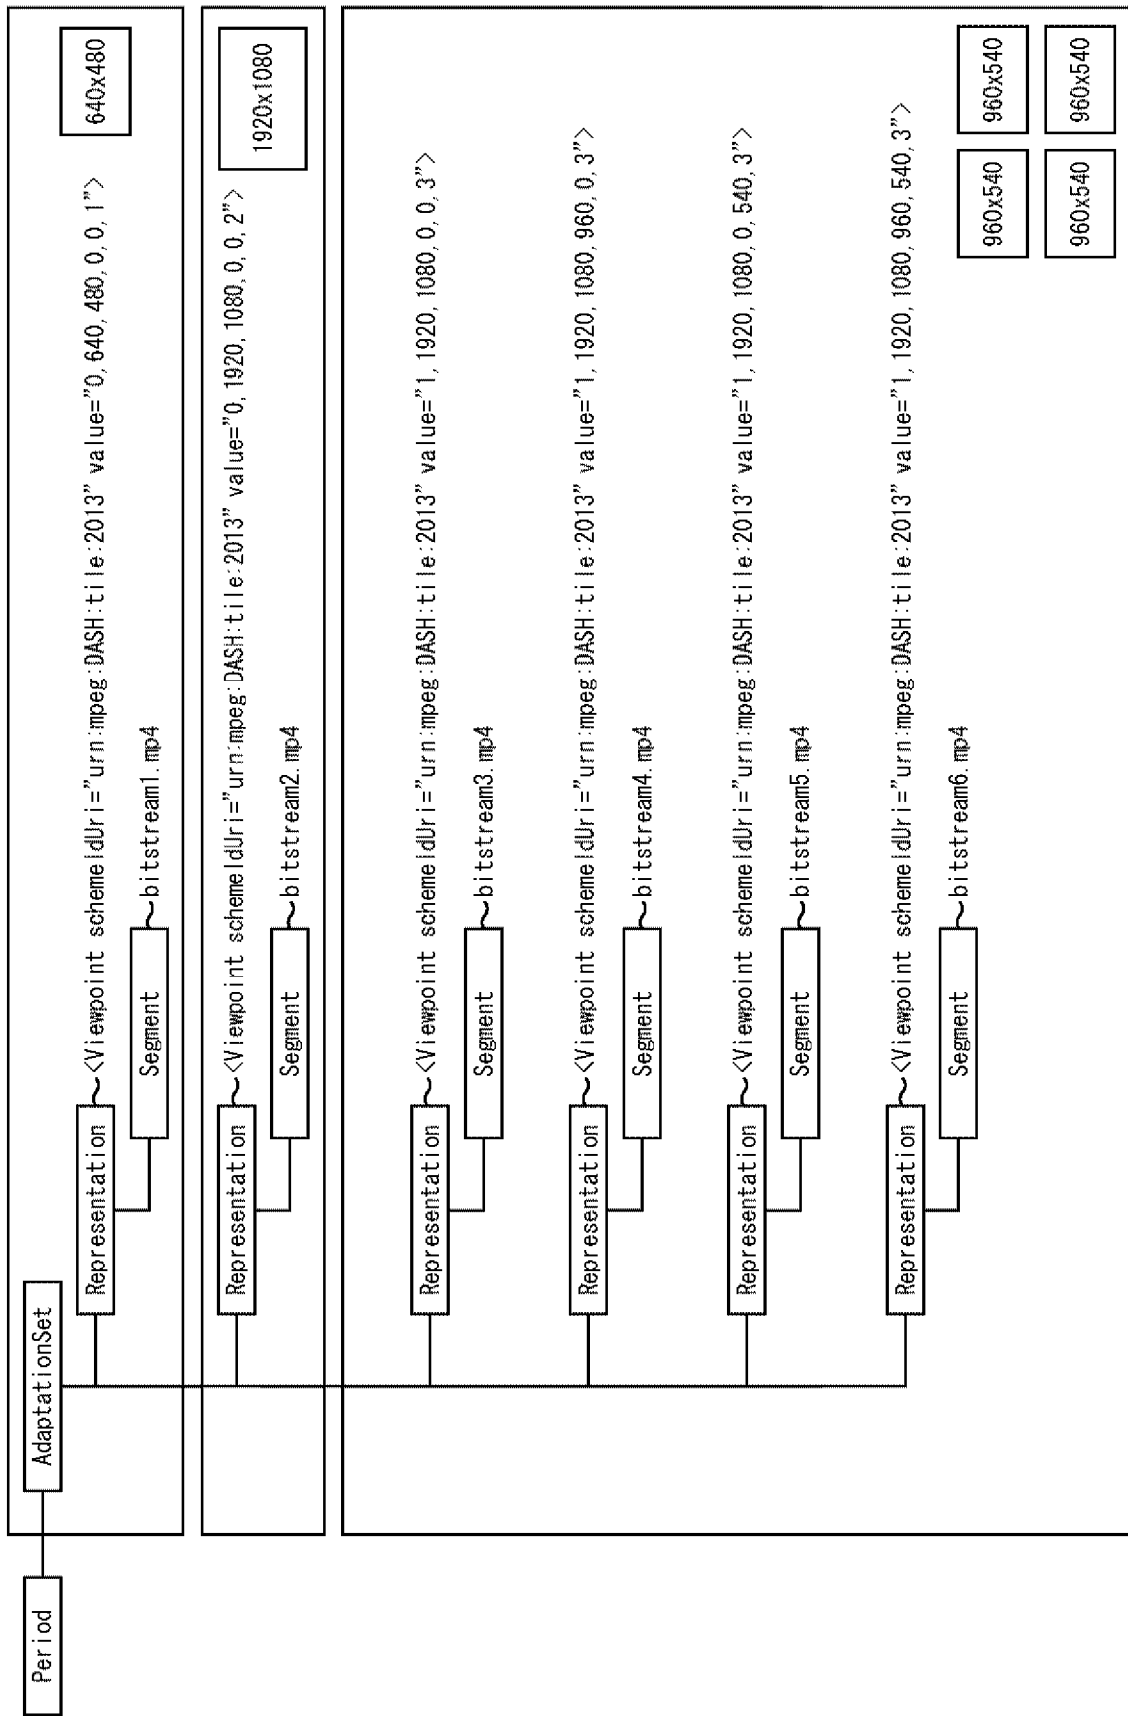 Period
AdaptationSet
Representation
<Viewpoint schemeIdUri="urn:mpeg:DASH:tile:2013" value="0, 640, 480, 0, 0, 1">
640x480
Segment
bitstream1.mp4
Representation
<Viewpoint schemeIdUri="urn:mpeg:DASH:tile:2013" value="0, 1920, 1080, 0, 0, 2">
1920x1080
Segment
bitstream2.mp4
Representation
<Viewpoint schemeIdUri="urn:mpeg:DASH:tile:2013" value="1, 1920, 1080, 0, 0, 3">
Segment
bitstream3.mp4
Representation
<Viewpoint schemeIdUri="urn:mpeg:DASH:tile:2013" value="1, 1920, 1080, 960, 0, 3">
Segment
bitstream4.mp4
Representation
<Viewpoint schemeIdUri="urn:mpeg:DASH:tile:2013" value="1, 1920, 1080, 0, 540, 3">
Segment
bitstream5.mp4
Representation
<Viewpoint schemeIdUri="urn:mpeg:DASH:tile:2013" value="1, 1920, 1080, 960, 540, 3">
Segment
bitstream6.mp4
960x540
960x540
960x540
960x540